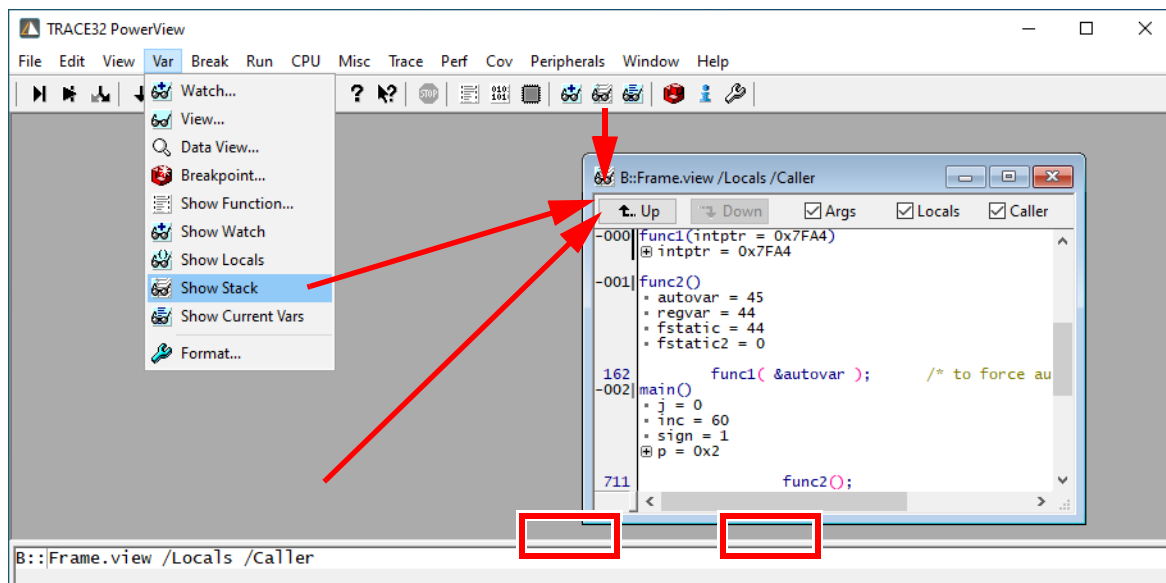 TRACE32 PowerView
File Edit View Var Break Run CPU Misc Trace Perf Cov Peripherals Window Help
Watch...
View...
Data View...
Breakpoint...
Show Function...
Show Watch
Show Locals
Show Stack
Show Current Vars
Format...
STOP
010
101
B::Frame.view /Locals /Caller
Up Down Args Locals Caller
-000 func1(intptr = 0x7FA4)
intptr = 0x7FA4
-001 func2()
autovar = 45
regvar = 44
fstatic = 44
fstatic2 = 0
162 func1( &autovar ); /* to force au
-002 main()
j = 0
inc = 60
sign = 1
p = 0x2
711 func2();
B::Frame.view /Locals /Caller